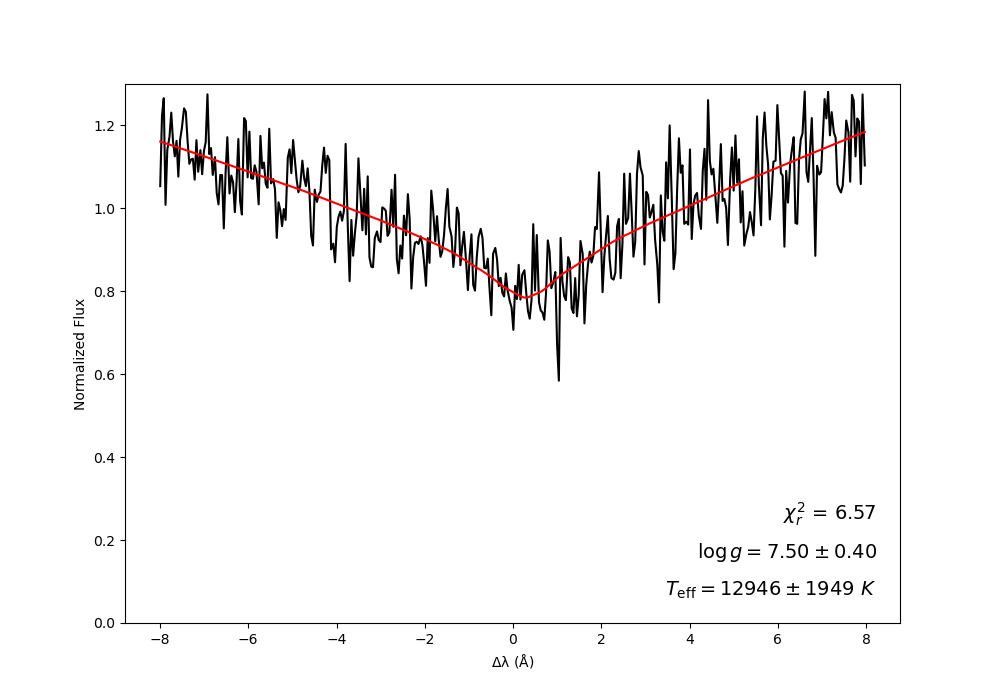 1.2
1.0
0.8
0.6
0.4
0.2
0.0
Normalized Flux
χ²ᵣ = 6.57
log g = 7.50 ± 0.40
T_eff = 12946 ± 1949 K
−8 −6 −4 −2 0 2 4 6 8
Δλ (Å)